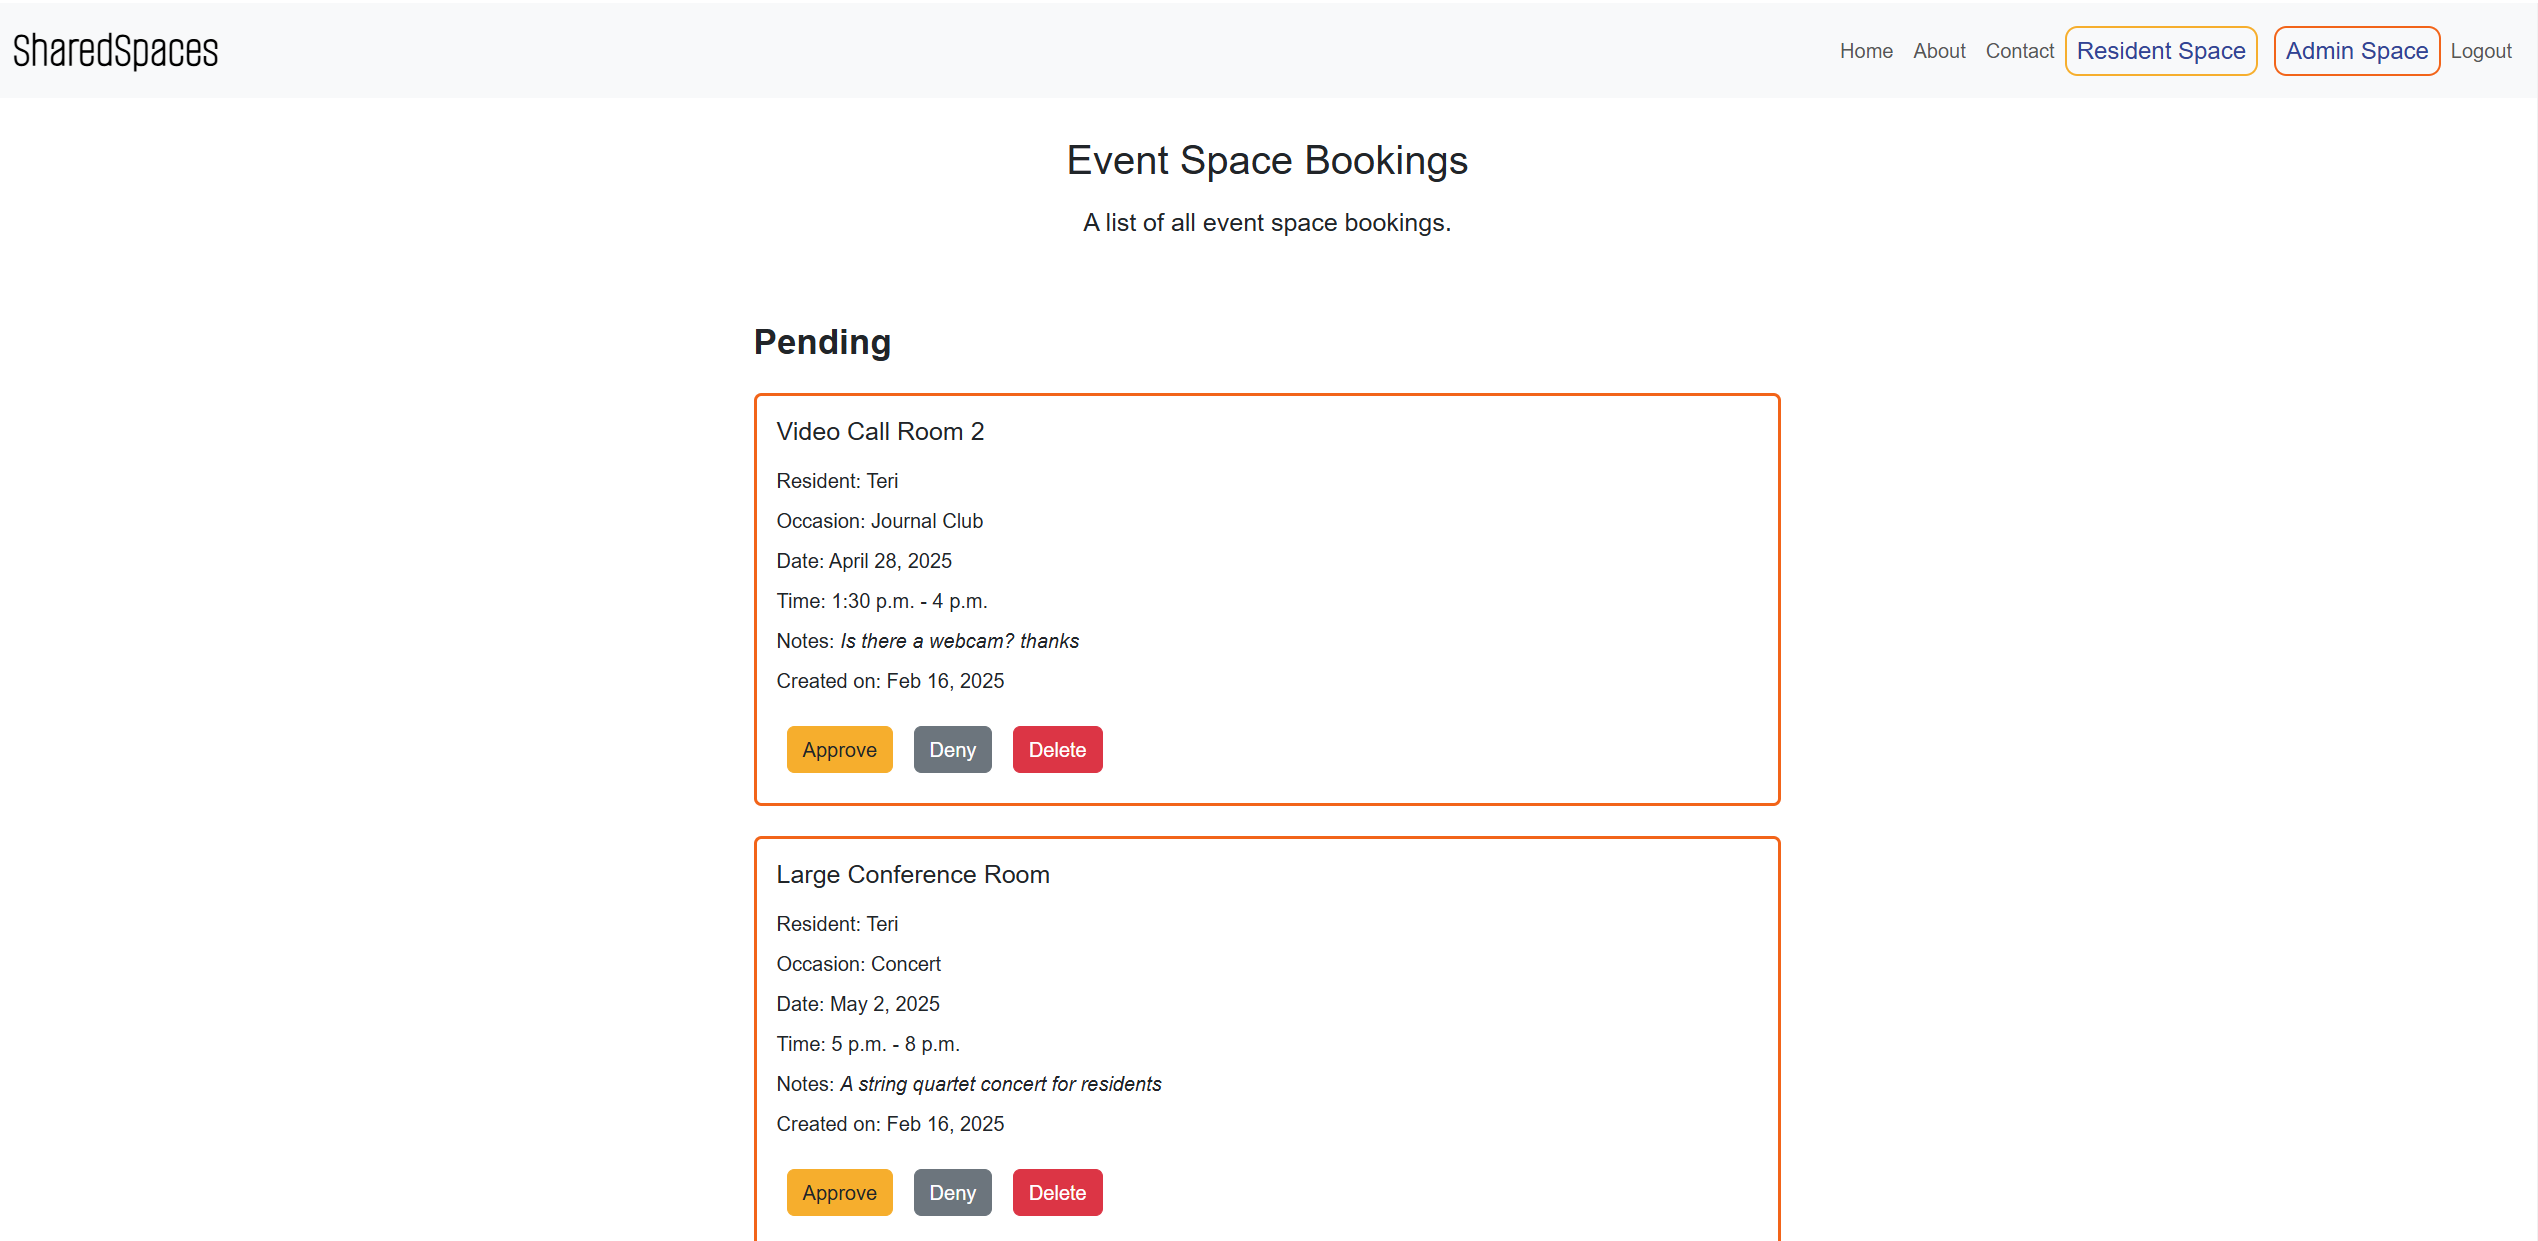 SharedSpaces
Home About Contact Resident Space Admin Space Logout
Event Space Bookings
A list of all event space bookings.
Pending
Video Call Room 2
Resident: Teri
Occasion: Journal Club
Date: April 28, 2025
Time: 1:30 p.m. - 4 p.m.
Notes: Is there a webcam? thanks
Created on: Feb 16, 2025
Approve Deny Delete
Large Conference Room
Resident: Teri
Occasion: Concert
Date: May 2, 2025
Time: 5 p.m. - 8 p.m.
Notes: A string quartet concert for residents
Created on: Feb 16, 2025
Approve Deny Delete